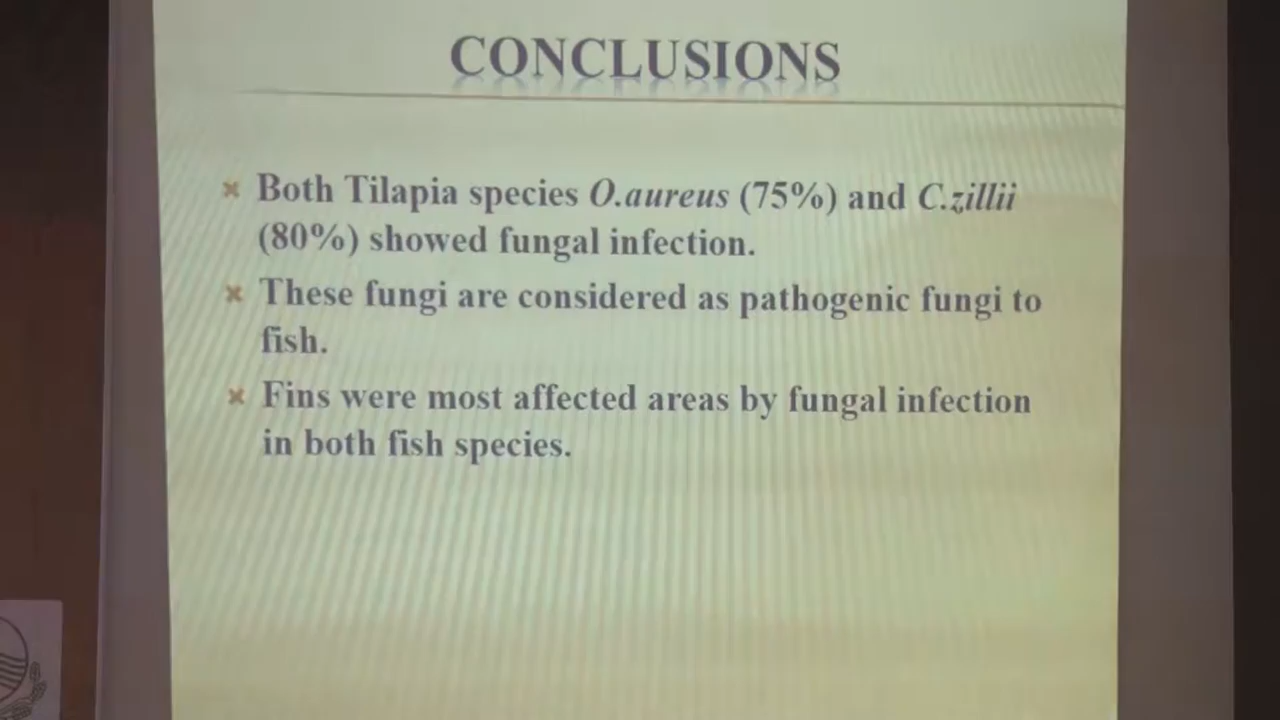 CONCLUSIONS
Both Tilapia species O.aureus (75%) and C.zillii
(80%) showed fungal infection.
These fungi are considered as pathogenic fungi to
fish.
Fins were most affected areas by fungal infection
in both fish species.